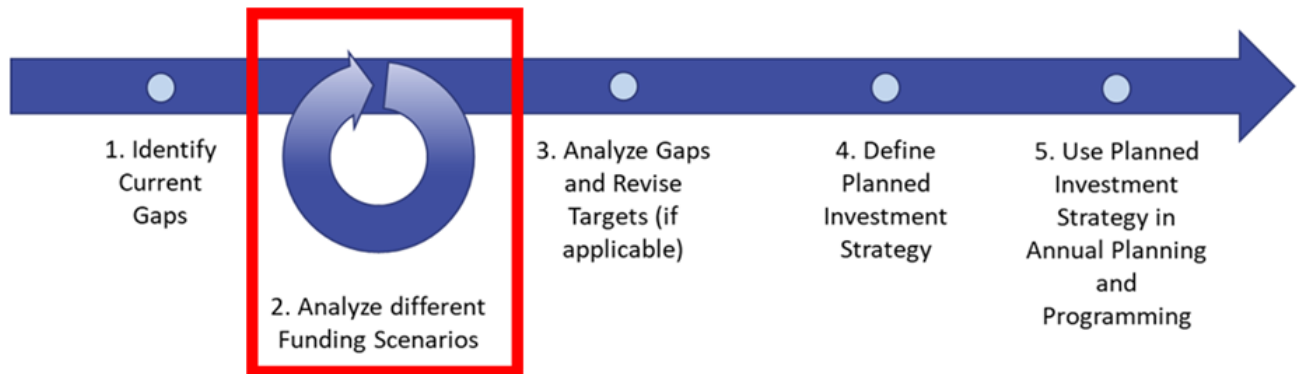 1. Identify
Current
Gaps
2. Analyze different
Funding Scenarios
3. Analyze Gaps
and Revise
Targets (if
applicable)
4. Define
Planned
Investment
Strategy
5. Use Planned
Investment
Strategy in
Annual Planning
and
Programming